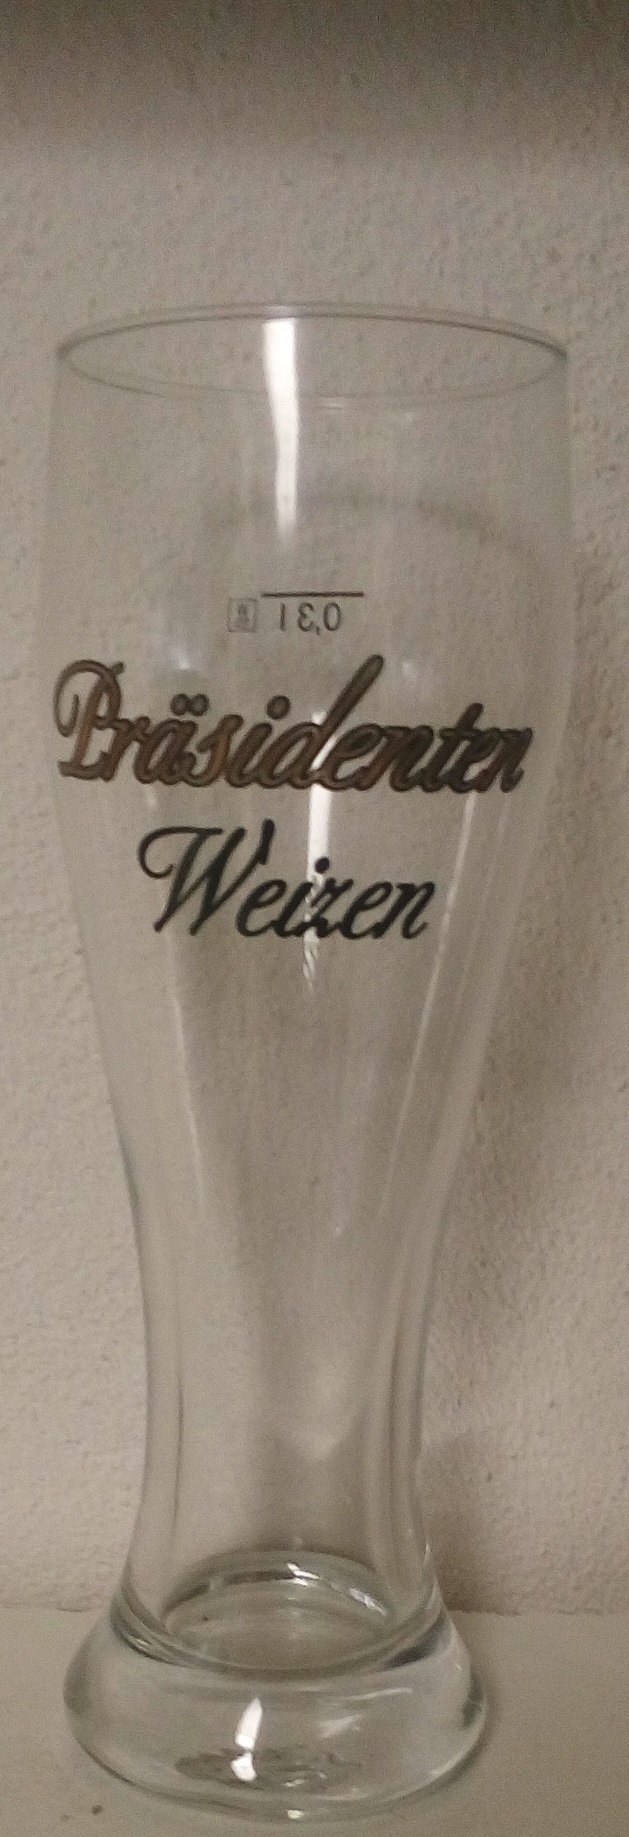 0,3 l
Präsidenten
Weizen